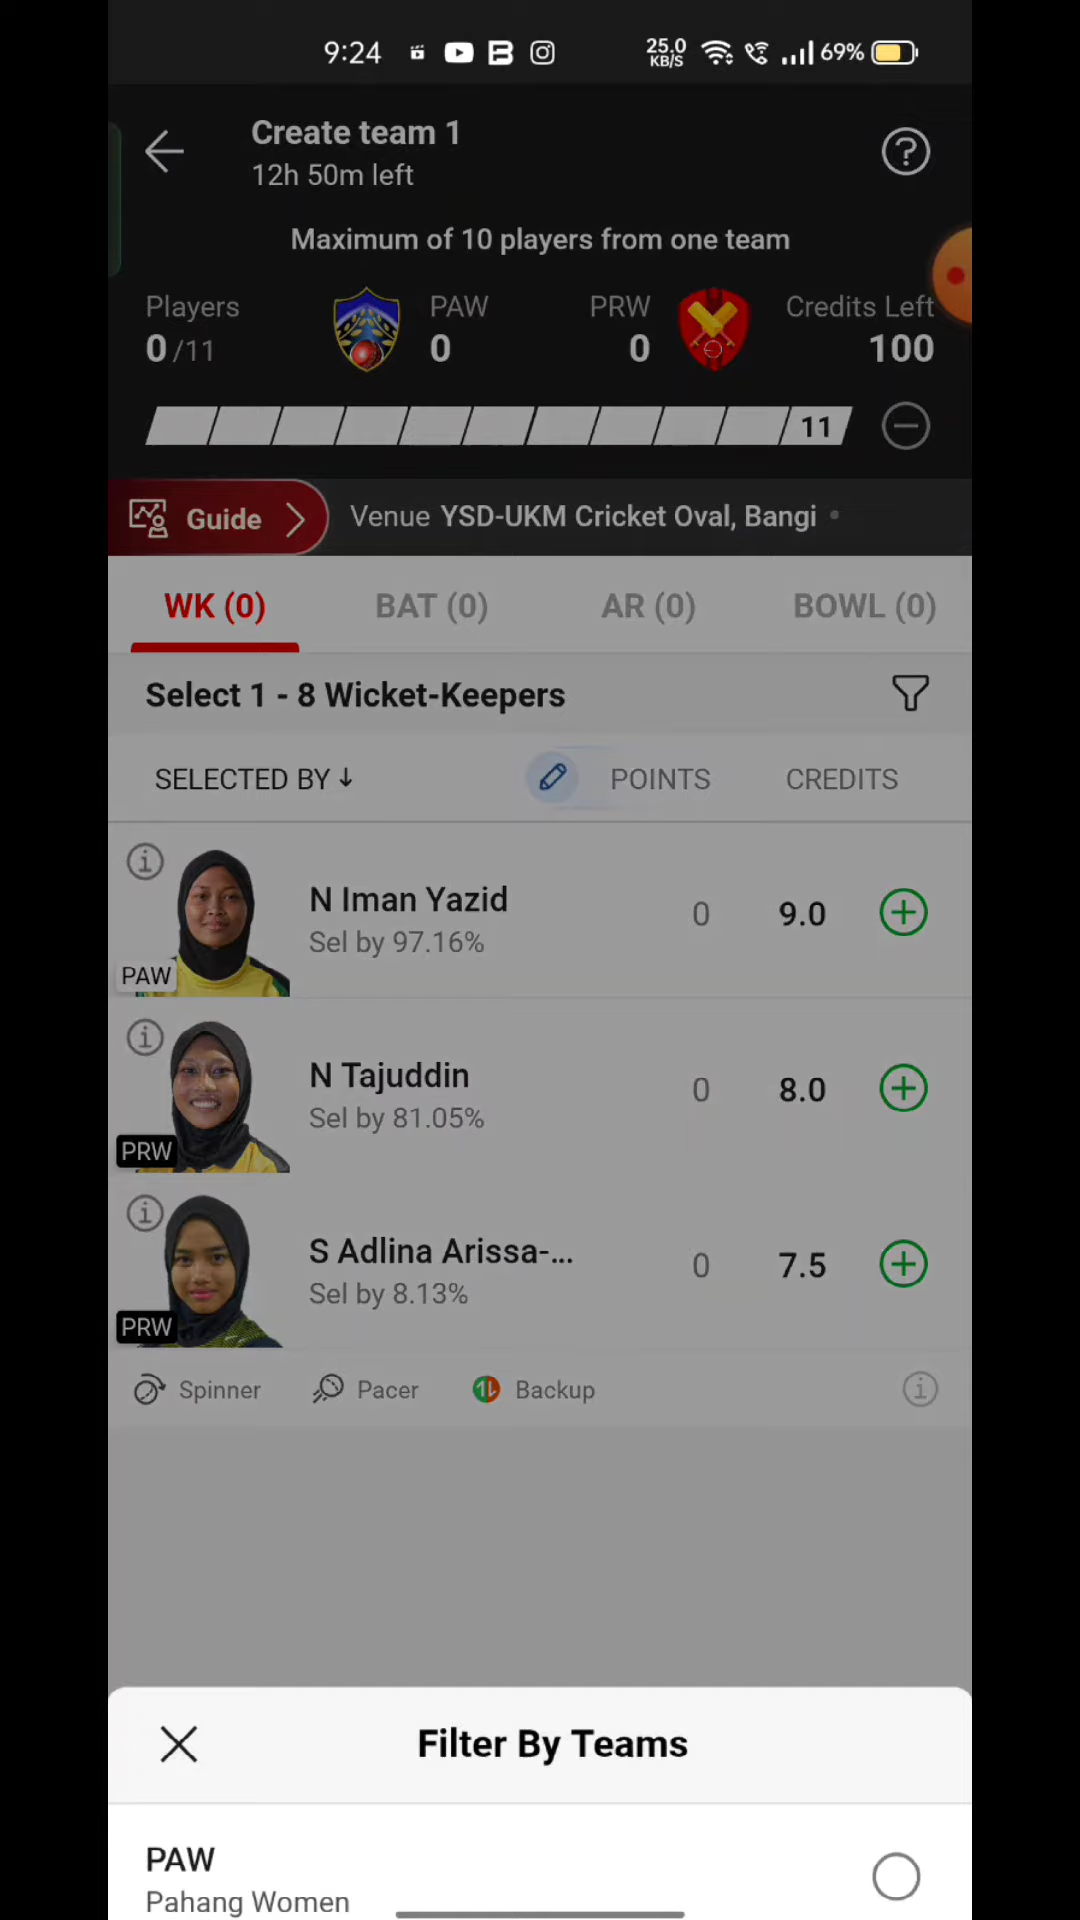 9:24
25.0 KB/S
69%
Create team 1
12h 50m left
Maximum of 10 players from one team
Players
0/11
PAW
0
PRW
0
Credits Left
100
11
Guide
Venue YSD-UKM Cricket Oval, Bangi
WK (0)
BAT (0)
AR (0)
BOWL (0)
Select 1 - 8 Wicket-Keepers
SELECTED BY ↓
POINTS
CREDITS
N Iman Yazid
Sel by 97.16%
PAW
0
9.0
N Tajuddin
Sel by 81.05%
PRW
0
8.0
S Adlina Arissa-...
Sel by 8.13%
PRW
0
7.5
Spinner
Pacer
Backup
Filter By Teams
PAW
Pahang Women